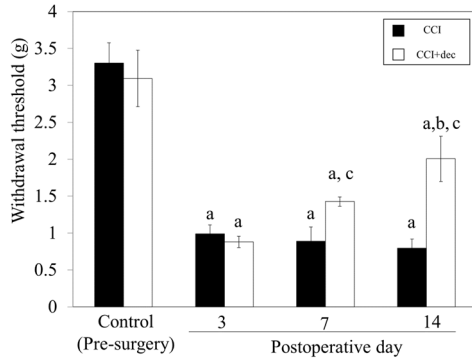 4
3.5
3
2.5
2
1.5
1
0.5
0
Withdrawal threshold (g)
CCI
CCI+dec
a
a
a
a, c
a
a,b, c
Control
(Pre-surgery)
3
7
14
Postoperative day